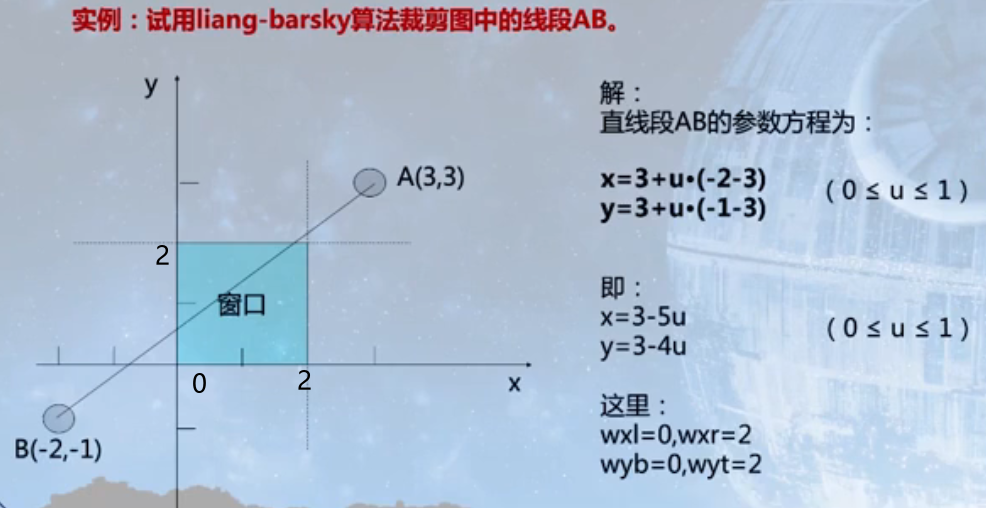 实例：试用liang-barsky算法裁剪图中的线段AB。
y
A(3,3)
2
窗口
0
2
x
B(-2,-1)
解：
直线段AB的参数方程为：
x=3+u•(-2-3)
y=3+u•(-1-3)
( 0 ≤ u ≤ 1 )
即：
x=3-5u
y=3-4u
( 0 ≤ u ≤ 1 )
这里：
wxl=0,wxr=2
wyb=0,wyt=2